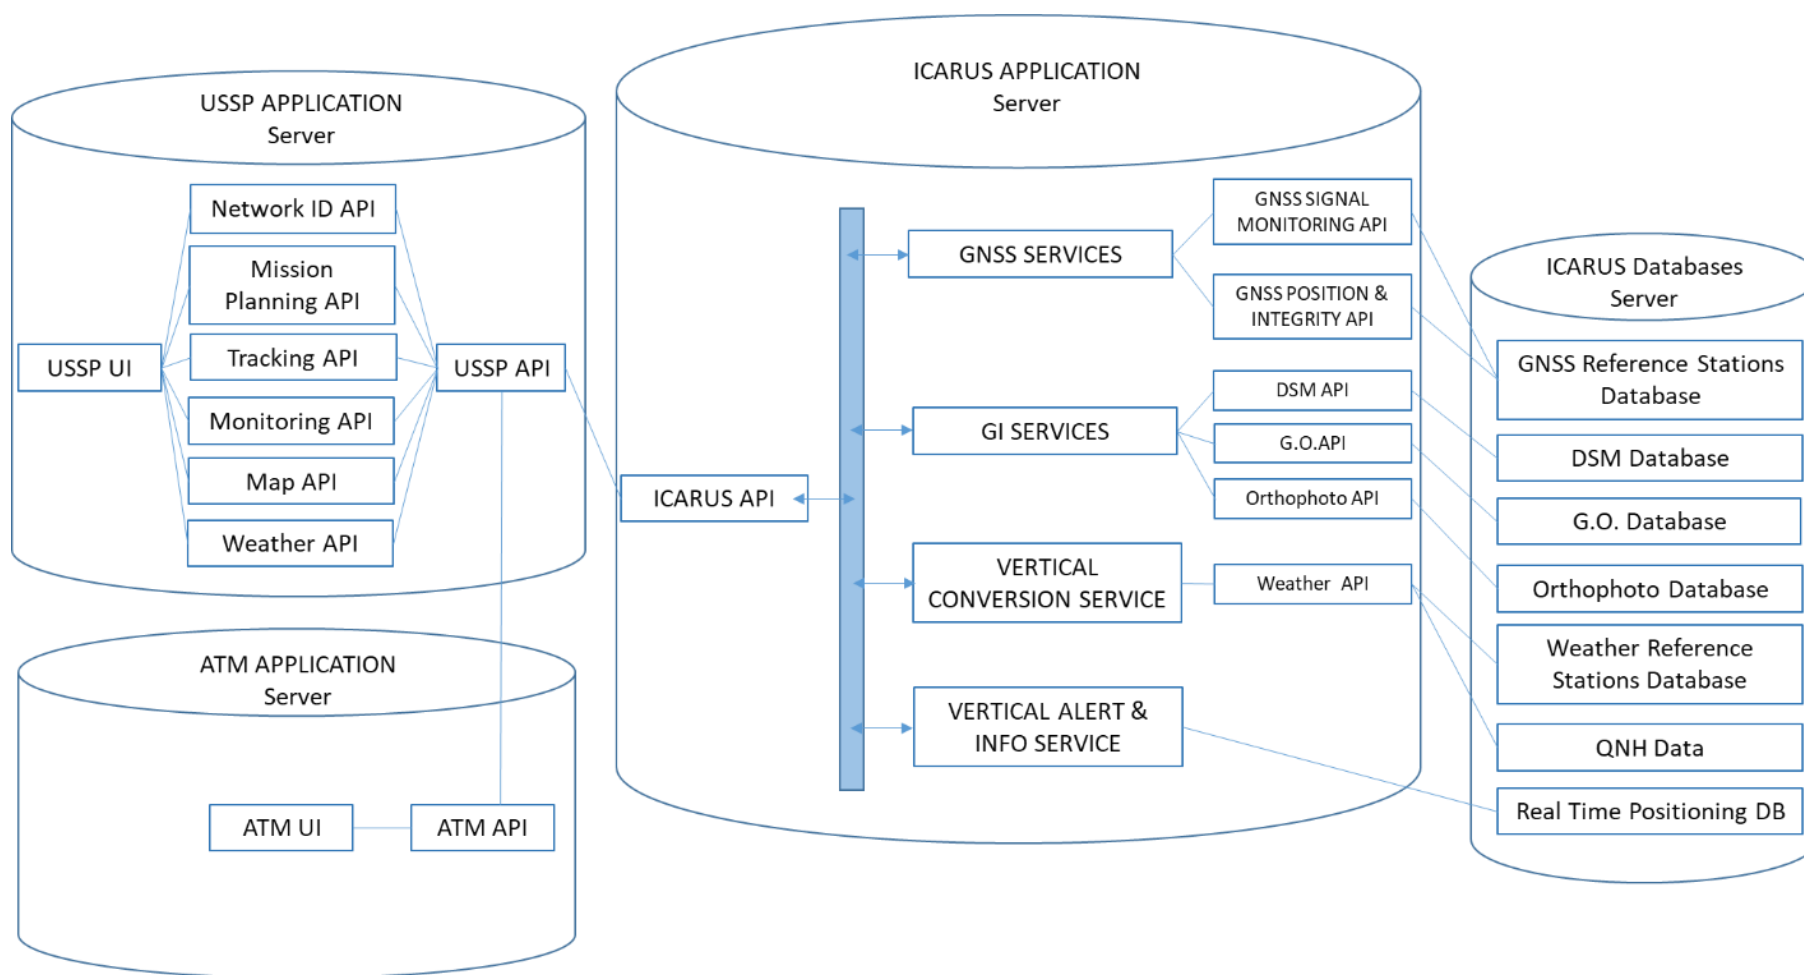 USSP APPLICATION
Server
Network ID API
Mission
Planning API
USSP UI
Tracking API
USSP API
Monitoring API
Map API
Weather API
ATM APPLICATION
Server
ATM UI
ATM API
ICARUS APPLICATION
Server
ICARUS API
GNSS SERVICES
GNSS SIGNAL
MONITORING API
GNSS POSITION &
INTEGRITY API
GI SERVICES
DSM API
G.O.API
Orthophoto API
VERTICAL
CONVERSION SERVICE
Weather API
VERTICAL ALERT &
INFO SERVICE
ICARUS Databases
Server
GNSS Reference Stations
Database
DSM Database
G.O. Database
Orthophoto Database
Weather Reference
Stations Database
QNH Data
Real Time Positioning DB